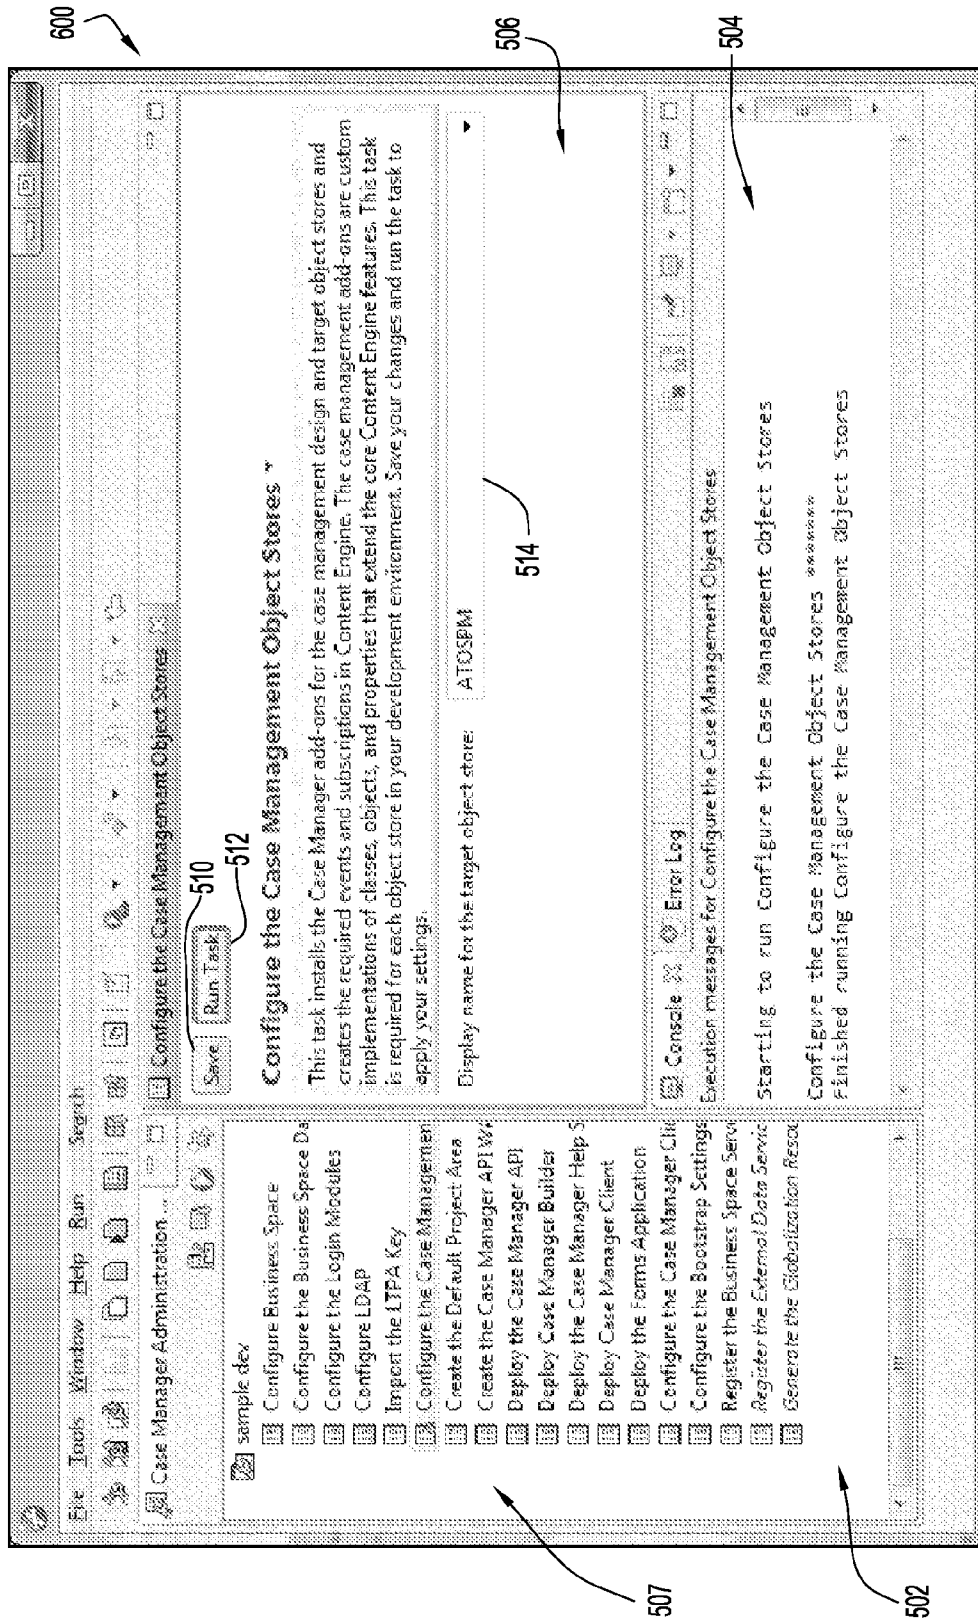 600
File Tools Window Help Run Search
Case Manager Administration ...
sample.dev
Configure Business Space
Configure the Business Space Da
Configure the Login Modules
Configure LDAP
Import the LTPA Key
Configure the Case Managemen
Create the Default Project Area
Create the Case Manager API W
Deploy the Case Manager API
Deploy Case Manager Builder
Deploy the Case Manager Help S
Deploy Case Manager Client
Deploy the Forms Application
Configure the Case Manager Clie
Configure the Bootstrap Settings
Register the Business Space Servi
Register the External Data Servic
Generate the Globalization Resou
507
502
Configure the Case Management Object Stores
510
Save Run Task
512
Configure the Case Management Object Stores
This task installs the Case Manager add-ons for the case management design and target object stores and
creates the required events and subscriptions in Content Engine. The case management add-ons are custom
implementations of classes, objects, and properties that extend the core Content Engine features. This task
is required for each object store in your development environment. Save your changes and run the task to
apply your settings.
Display name for the target object store: ATOSPM
514
506
Console Error Log
Execution messages for Configure the Case Management Object Stores
Starting to run Configure the Case Management Object Stores
Configure the Case Management Object Stores *******
Finished running Configure the Case Management Object Stores
504